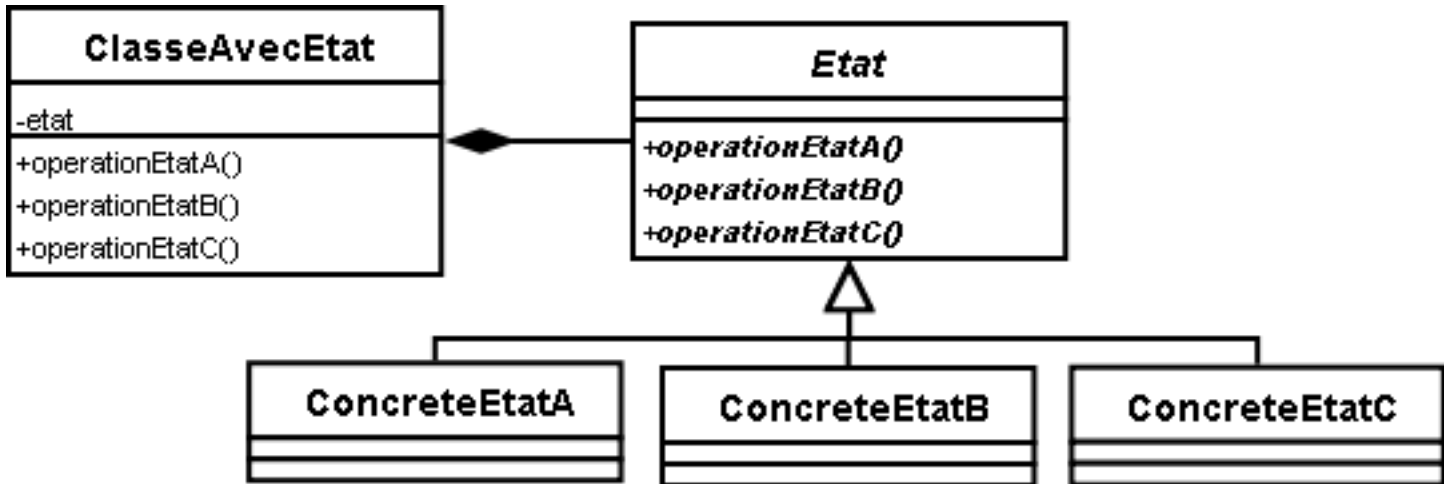 ClasseAvecEtat
-etat
+operationEtatA()
+operationEtatB()
+operationEtatC()
Etat
+operationEtatA()
+operationEtatB()
+operationEtatC()
ConcreteEtatA
ConcreteEtatB
ConcreteEtatC